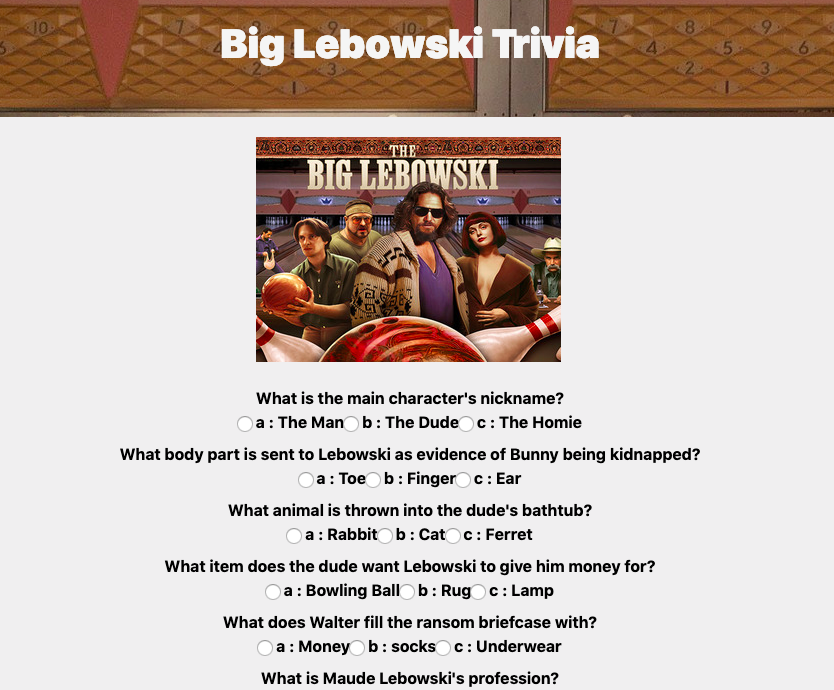 Big Lebowski Trivia
THE
BIG LEBOWSKI
What is the main character's nickname?
a : The Man b : The Dude c : The Homie
What body part is sent to Lebowski as evidence of Bunny being kidnapped?
a : Toe b : Finger c : Ear
What animal is thrown into the dude's bathtub?
a : Rabbit b : Cat c : Ferret
What item does the dude want Lebowski to give him money for?
a : Bowling Ball b : Rug c : Lamp
What does Walter fill the ransom briefcase with?
a : Money b : socks c : Underwear
What is Maude Lebowski's profession?